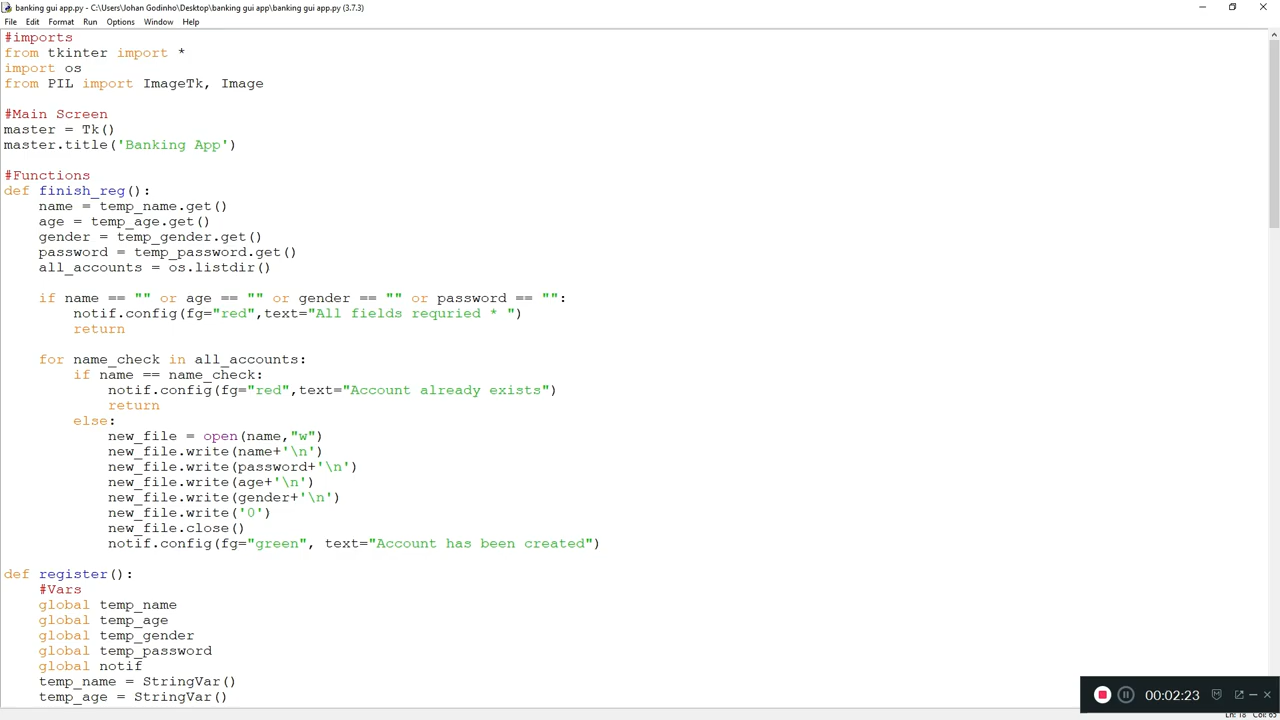 banking gui app.py - C:\Users\Johan Godinho\Desktop\banking gui app\banking gui app.py (3.7.3)
File Edit Format Run Options Window Help
#imports
from tkinter import *
import os
from PIL import ImageTk, Image
#Main Screen
master = Tk()
master.title('Banking App')
#Functions
def finish_reg():
    name = temp_name.get()
    age = temp_age.get()
    gender = temp_gender.get()
    password = temp_password.get()
    all_accounts = os.listdir()
    if name == "" or age == "" or gender == "" or password == "":
        notif.config(fg="red",text="All fields requried * ")
        return
    for name_check in all_accounts:
        if name == name_check:
            notif.config(fg="red",text="Account already exists")
            return
        else:
            new_file = open(name,"w")
            new_file.write(name+'\n')
            new_file.write(password+'\n')
            new_file.write(age+'\n')
            new_file.write(gender+'\n')
            new_file.write('0')
            new_file.close()
            notif.config(fg="green", text="Account has been created")
def register():
    #Vars
    global temp_name
    global temp_age
    global temp_gender
    global temp_password
    global notif
    temp_name = StringVar()
    temp_age = StringVar()
00:02:23
Ln: 18 Col: 63